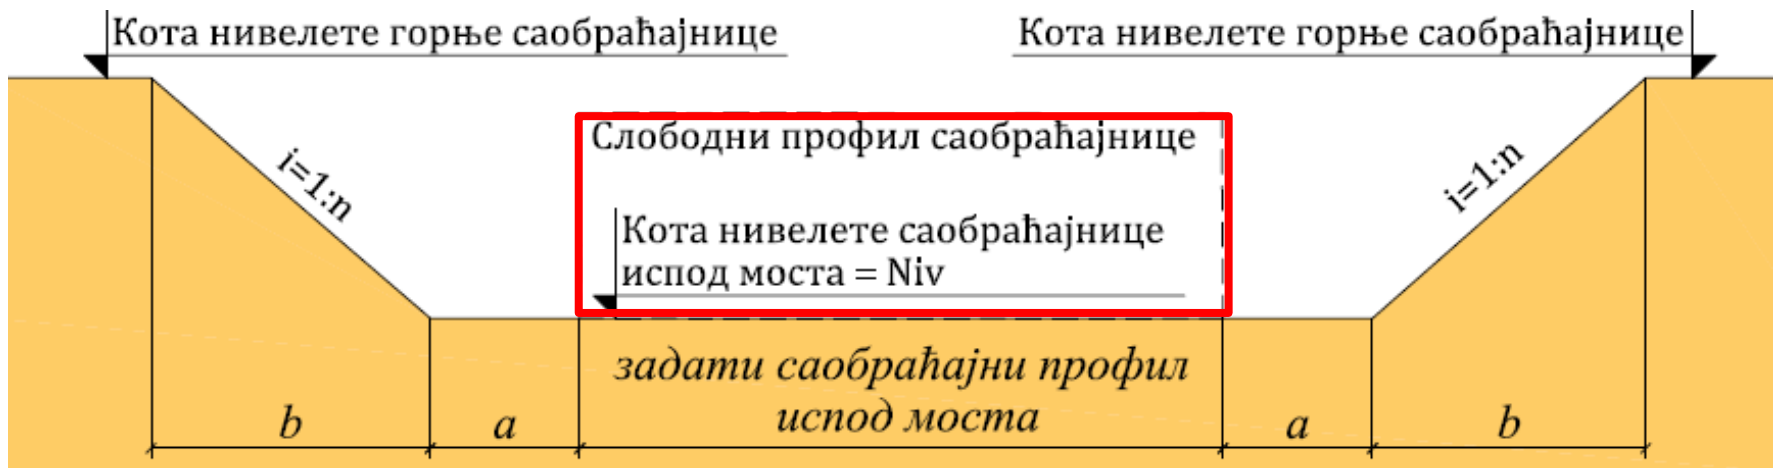 Кота нивелете горње саобраћајнице
Кота нивелете горње саобраћајнице
Слободни профил саобраћајнице
i=1:n
i=1:n
Кота нивелете саобраћајнице
испод моста = Niv
задати саобраћајни профил
испод моста
b
a
a
b